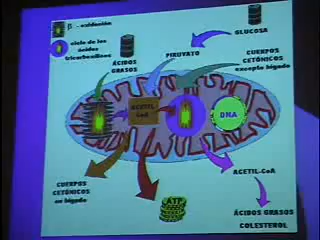 β - oxidación
ciclo de los
ácidos
tricarboxílicos
ÁCIDOS
GRASOS
PIRUVATO
GLUCOSA
CUERPOS
CETÓNICOS
excepto hígado
ACETIL
CoA
DNA
CUERPOS
CETÓNICOS
en hígado
ATP
ACETIL-CoA
ÁCIDOS GRASOS
COLESTEROL